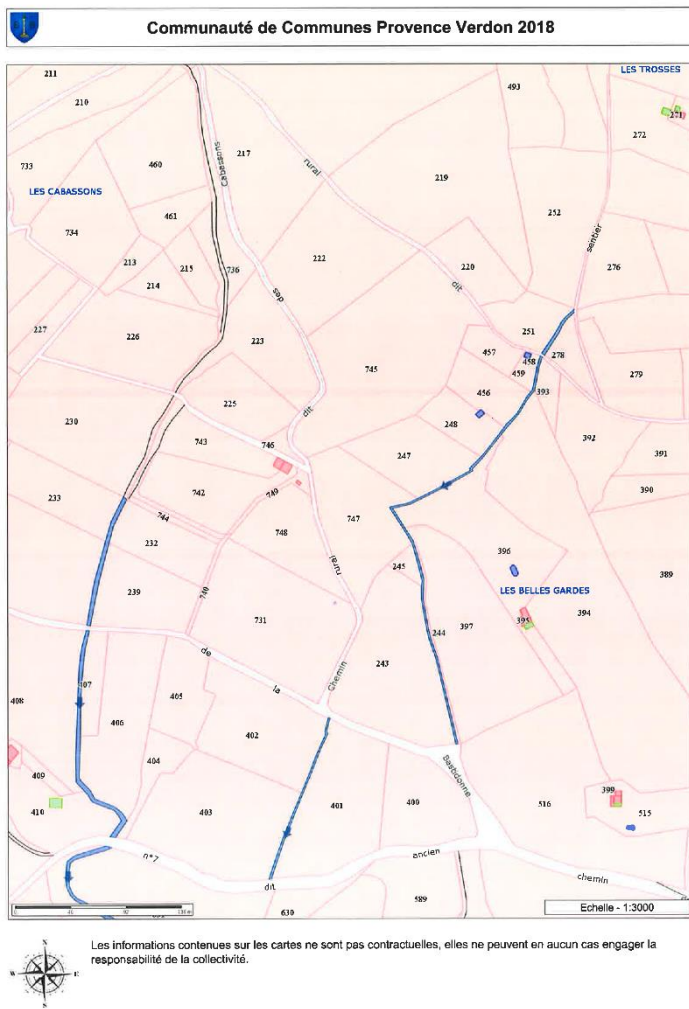 Communauté de Communes Provence Verdon 2018
LES TROSSES
211
210
493
271
272
217
Cabassons
rural
460
733
219
LES CABASSONS
461
252
734
sentier
222
213
215
736
220
276
214
dit
des
227
226
223
251
457
458
278
745
459
279
456
393
225
230
dit
248
392
743
746
247
391
742
749
390
233
744
748
747
232
rural
396
245
389
239
740
LES BELLES GARDES
731
395
394
244
397
de
243
la
Chemin
407
405
408
406
402
Bastidonne
404
409
399
410
403
401
400
516
515
n°7
ancien
dit
chemin
589
630
Echelle - 1:3000
Les informations contenues sur les cartes ne sont pas contractuelles, elles ne peuvent en aucun cas engager la
responsabilité de la collectivité.
N
W E
S